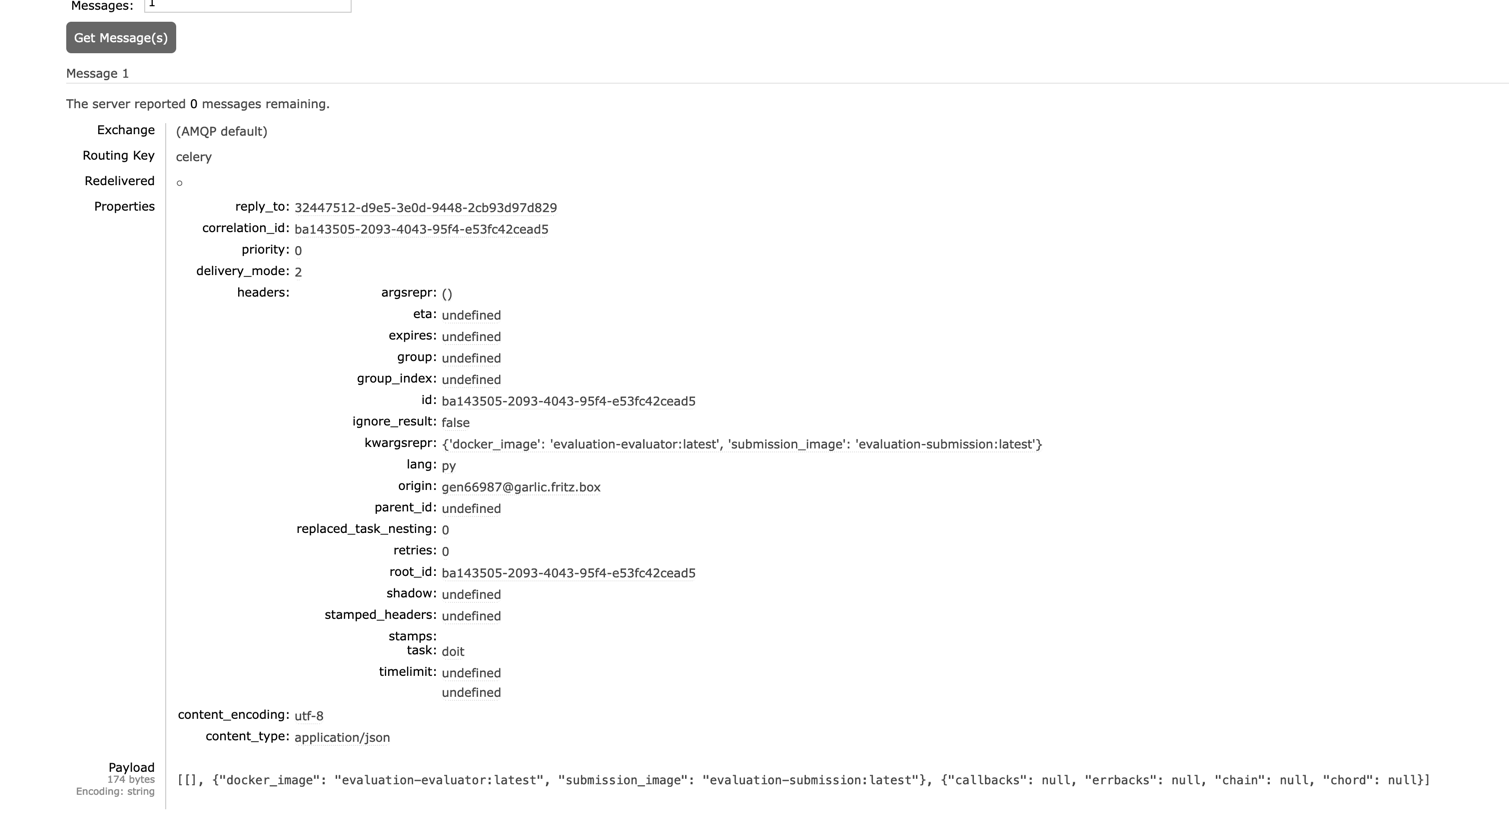 Messages: 1
Get Message(s)
Message 1
The server reported 0 messages remaining.
Exchange (AMQP default)
Routing Key celery
Redelivered ○
Properties reply_to: 32447512-d9e5-3e0d-9448-2cb93d97d829
correlation_id: ba143505-2093-4043-95f4-e53fc42cead5
priority: 0
delivery_mode: 2
headers: argsrepr: ()
eta: undefined
expires: undefined
group: undefined
group_index: undefined
id: ba143505-2093-4043-95f4-e53fc42cead5
ignore_result: false
kwargsrepr: {'docker_image': 'evaluation-evaluator:latest', 'submission_image': 'evaluation-submission:latest'}
lang: py
origin: gen66987@garlic.fritz.box
parent_id: undefined
replaced_task_nesting: 0
retries: 0
root_id: ba143505-2093-4043-95f4-e53fc42cead5
shadow: undefined
stamped_headers: undefined
stamps:
task: doit
timelimit: undefined
undefined
content_encoding: utf-8
content_type: application/json
Payload
174 bytes
Encoding: string
[[], {"docker_image": "evaluation-evaluator:latest", "submission_image": "evaluation-submission:latest"}, {"callbacks": null, "errbacks": null, "chain": null, "chord": null}]